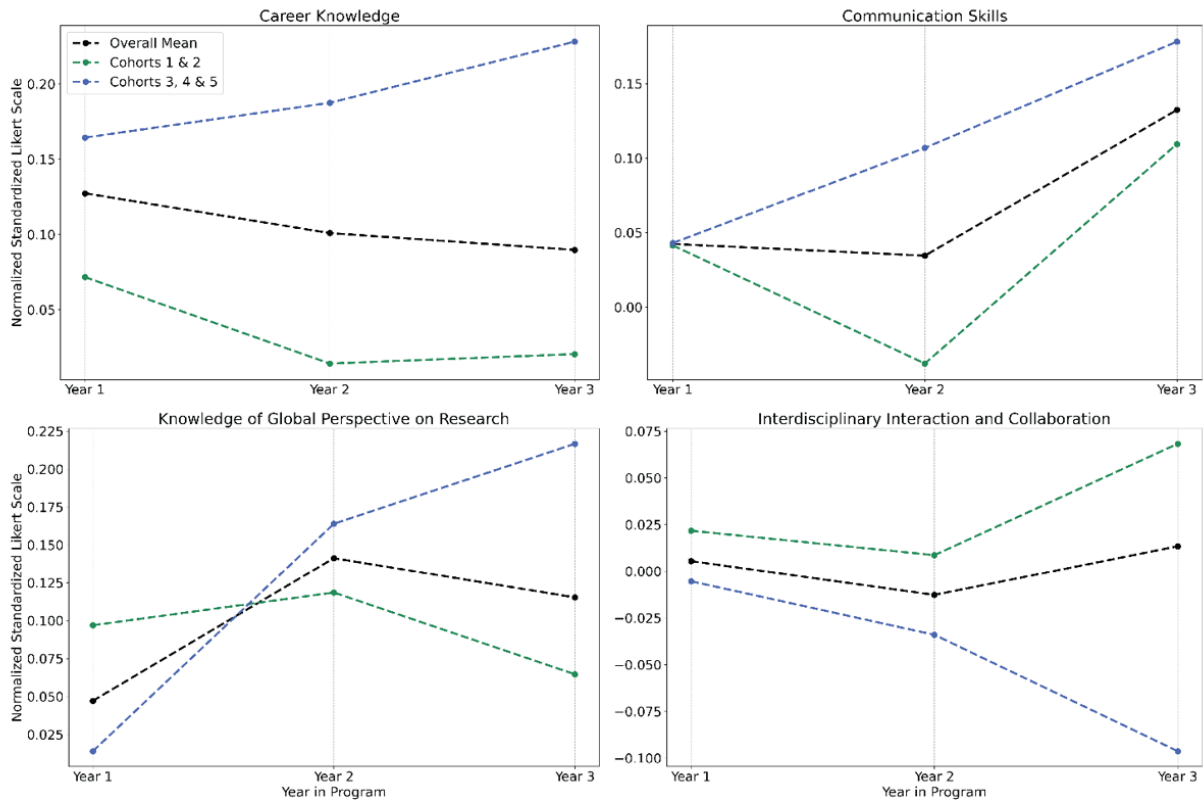 Career Knowledge
Normalized Standardized Likert Scale
0.20
0.15
0.10
0.05
Overall Mean
Cohorts 1 & 2
Cohorts 3, 4 & 5
Year 1
Year 2
Year 3
Communication Skills
0.15
0.10
0.05
0.00
Year 1
Year 2
Year 3
Knowledge of Global Perspective on Research
Normalized Standardized Likert Scale
0.225
0.200
0.175
0.150
0.125
0.100
0.075
0.050
0.025
Year 1
Year 2
Year 3
Year in Program
Interdisciplinary Interaction and Collaboration
0.075
0.050
0.025
0.000
−0.025
−0.050
−0.075
−0.100
Year 1
Year 2
Year 3
Year in Program